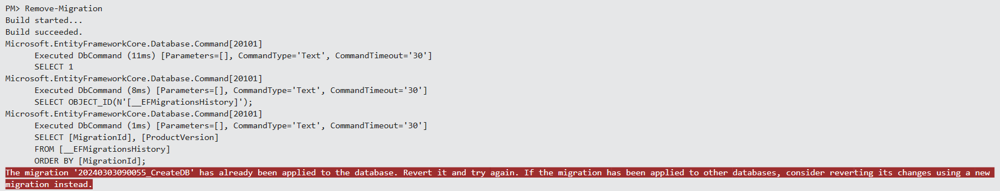 PM> Remove-Migration
Build started...
Build succeeded.
Microsoft.EntityFrameworkCore.Database.Command[20101]
      Executed DbCommand (11ms) [Parameters=[], CommandType='Text', CommandTimeout='30']
      SELECT 1
Microsoft.EntityFrameworkCore.Database.Command[20101]
      Executed DbCommand (8ms) [Parameters=[], CommandType='Text', CommandTimeout='30']
      SELECT OBJECT_ID(N'[__EFMigrationsHistory]');
Microsoft.EntityFrameworkCore.Database.Command[20101]
      Executed DbCommand (1ms) [Parameters=[], CommandType='Text', CommandTimeout='30']
      SELECT [MigrationId], [ProductVersion]
      FROM [__EFMigrationsHistory]
      ORDER BY [MigrationId];
The migration '20240303090055_CreateDB' has already been applied to the database. Revert it and try again. If the migration has been applied to other databases, consider reverting its changes using a new
migration instead.